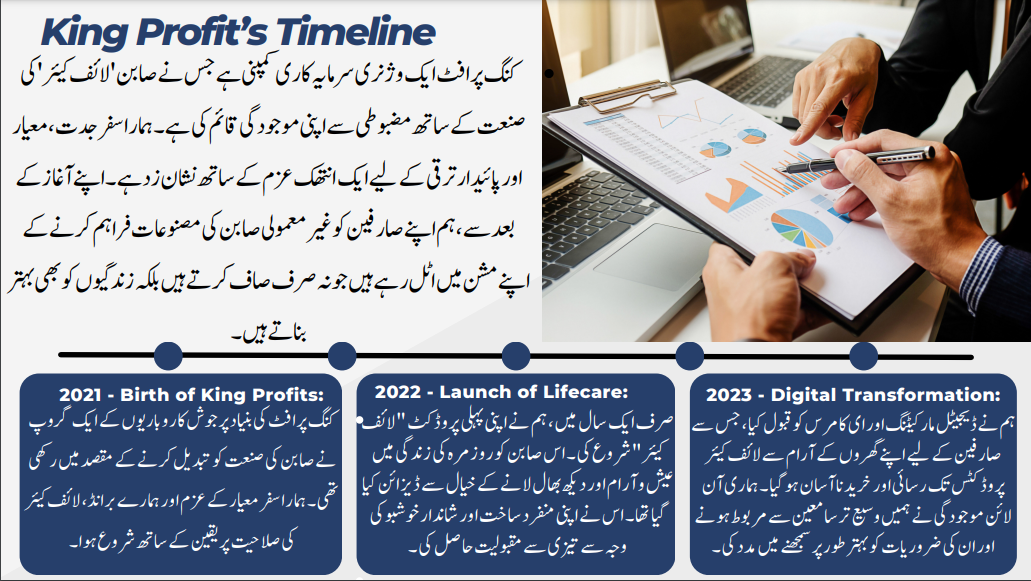 King Profit's Timeline
کنگ پرافٹ ایک وژنری سرمایہ کاری کمپنی ہے جس نے صابن 'لائف کیئر' کی
صنعت کے ساتھ مضبوطی سے اپنی موجودگی قائم کی ہے۔ ہمارا سفر جدت، معیار
اور پائیدار ترقی کے لیے ایک انتھک عزم کے ساتھ نشان زد ہے۔ اپنے آغاز کے
بعد سے، ہم اپنے صارفین کو غیر معمولی صابن کی مصنوعات فراہم کرنے کے
اپنے مشن میں اٹل رہے ہیں جو نہ صرف صاف کرتے ہیں بلکہ زندگیوں کو بھی بہتر
بناتے ہیں۔
2021 - Birth of King Profits:
کنگ پرافٹ کی بنیاد پرجوش کاروباریوں کے ایک گروپ
نے صابن کی صنعت کو تبدیل کرنے کے مقصد میں رکھی
تھی۔ ہمارا سفر معیار کے عزم اور ہمارے برانڈ، لائف کیئر
کی صلاحیت پر یقین کے ساتھ شروع ہوا۔
2022 - Launch of Lifecare:
صرف ایک سال میں، ہم نے اپنی پہلی پروڈکٹ "لائف
کیئر" شروع کی۔ اس صابن کو روزمرہ کی زندگی میں
عیش و آرام اور دیکھ بھال لانے کے خیال سے ڈیزائن کیا
گیا تھا۔ اس نے اپنی منفرد ساخت اور شاندار خوشبو کی
وجہ سے تیزی سے مقبولیت حاصل کی۔
2023 - Digital Transformation:
ہم نے ڈیجیٹل مارکیٹنگ اور ای کامرس کو قبول کیا، جس سے
صارفین کے لیے اپنے گھروں کے آرام سے لائف کیئر
پروڈکٹس تک رسائی اور خریدنا آسان ہو گیا۔ ہماری آن
لائن موجودگی نے ہمیں وسیع تر سامعین سے مربوط ہونے
اور ان کی ضروریات کو بہتر طور پر سمجھنے میں مدد کی۔